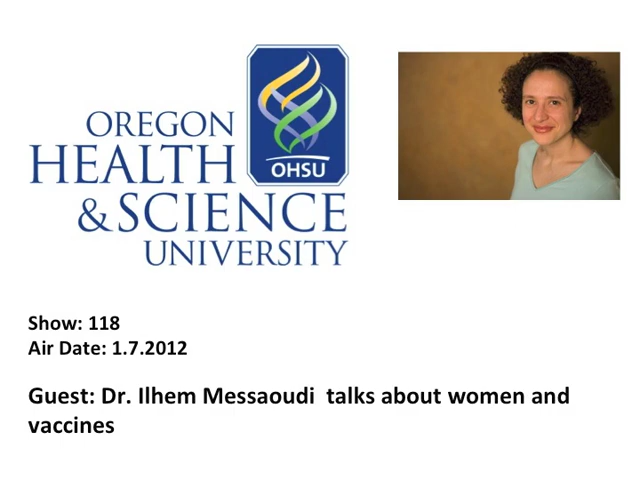 OREGON
HEALTH
OHSU
& SCIENCE
UNIVERSITY
Show: 118
Air Date: 1.7.2012
Guest: Dr. Ilhem Messaoudi  talks about women and
vaccines